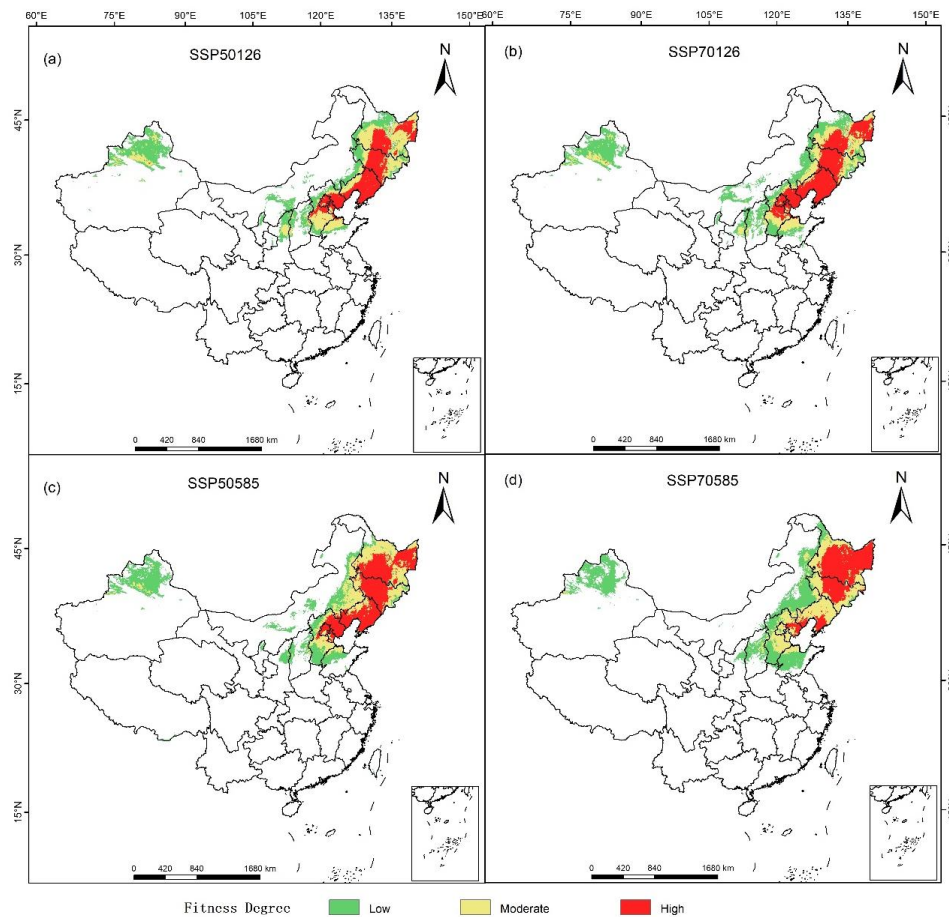 60°E 75°E 90°E 105°E 120°E 135°E 150°E 60°E 75°E 90°E 105°E 120°E 135°E 150°E
(a) SSP50126 N
(b) SSP70126 N
45°N
30°N
15°N
0 420 840 1680 km
0 420 840 1680 km
(c) SSP50585 N
(d) SSP70585 N
45°N
30°N
15°N
0 420 840 1680 km
0 420 840 1680 km
Fitness Degree Low Moderate High